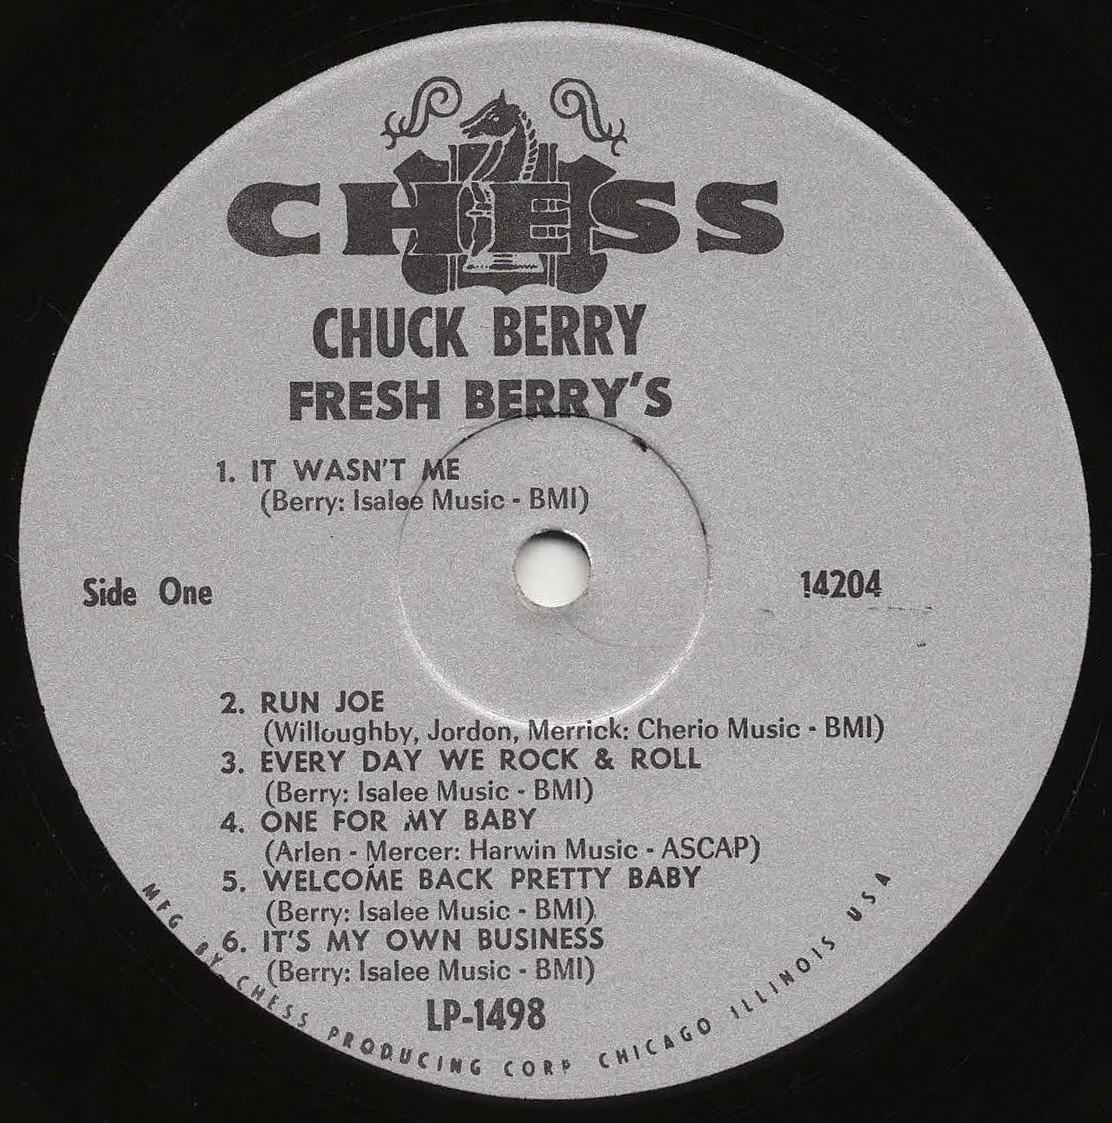 CHESS
CHUCK BERRY
FRESH BERRY'S
1. IT WASN'T ME
(Berry: Isalee Music - BMI)
Side One
14204
2. RUN JOE
(Willoughby, Jordon, Merrick: Cherio Music - BMI)
3. EVERY DAY WE ROCK & ROLL
(Berry: Isalee Music - BMI)
4. ONE FOR MY BABY
(Arlen - Mercer: Harwin Music - ASCAP)
5. WELCOME BACK PRETTY BABY
(Berry: Isalee Music - BMI)
6. IT'S MY OWN BUSINESS
(Berry: Isalee Music - BMI)
LP-1498
MFG BY CHESS PRODUCING CORP CHICAGO ILLINOIS USA